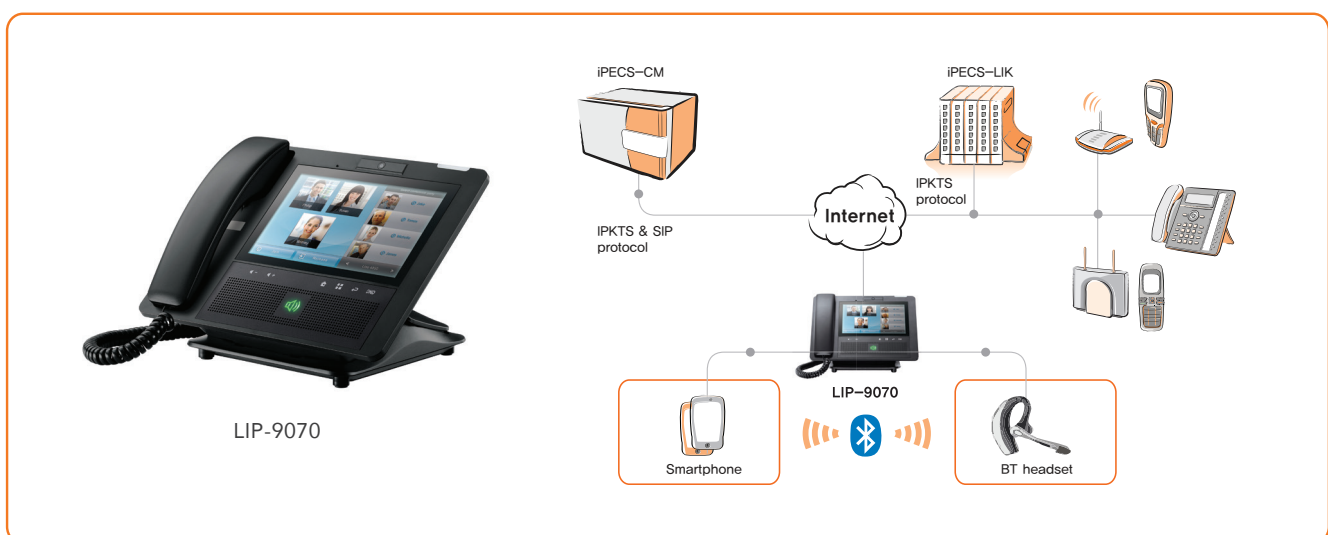 iPECS-CM
iPECS-LIK
IPKTS
protocol
Internet
IPKTS & SIP
protocol
LIP-9070
LIP-9070
Smartphone
BT headset